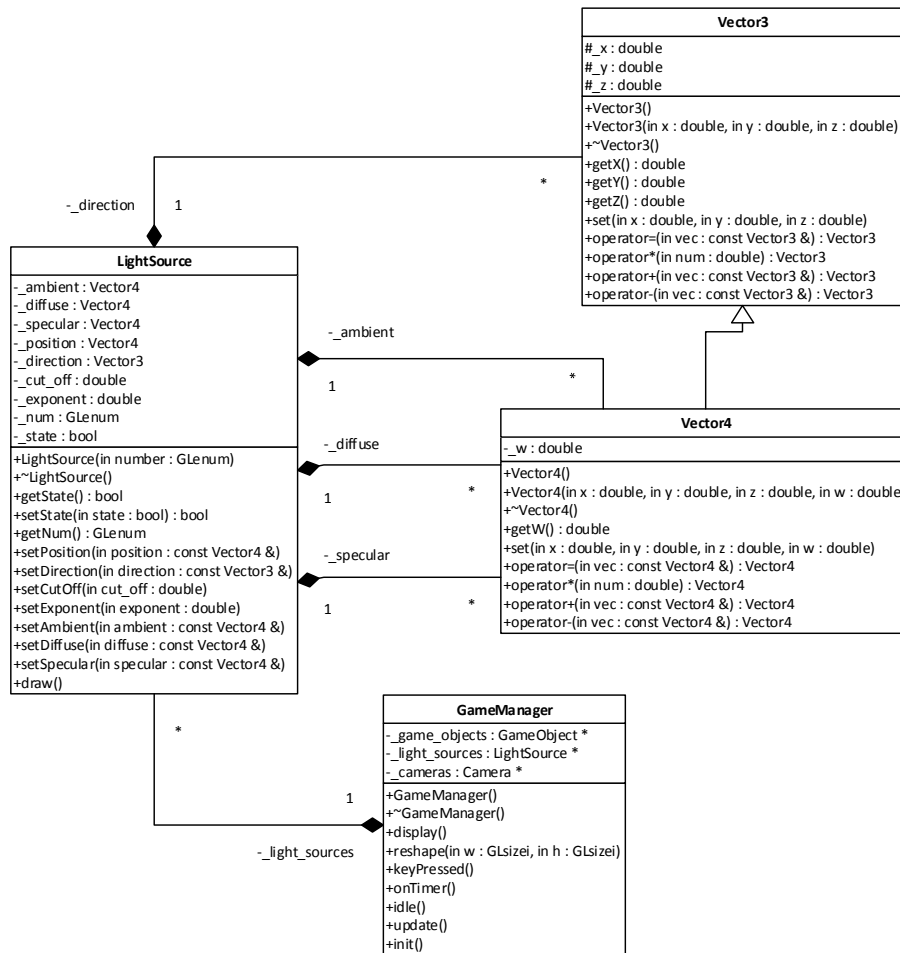 Vector3
#_x : double
#_y : double
#_z : double
+Vector3()
+Vector3(in x : double, in y : double, in z : double)
+~Vector3()
+getX() : double
+getY() : double
+getZ() : double
+set(in x : double, in y : double, in z : double)
+operator=(in vec : const Vector3 &) : Vector3
+operator*(in num : double) : Vector3
+operator+(in vec : const Vector3 &) : Vector3
+operator-(in vec : const Vector3 &) : Vector3
*
-_direction
1
LightSource
-_ambient : Vector4
-_diffuse : Vector4
-_specular : Vector4
-_position : Vector4
-_direction : Vector3
-_cut_off : double
-_exponent : double
-_num : GLenum
-_state : bool
+LightSource(in number : GLenum)
+~LightSource()
+getState() : bool
+setState(in state : bool) : bool
+getNum() : GLenum
+setPosition(in position : const Vector4 &)
+setDirection(in direction : const Vector3 &)
+setCutOff(in cut_off : double)
+setExponent(in exponent : double)
+setAmbient(in ambient : const Vector4 &)
+setDiffuse(in diffuse : const Vector4 &)
+setSpecular(in specular : const Vector4 &)
+draw()
-_ambient
1
*
-_diffuse
1
*
-_specular
1
*
Vector4
-_w : double
+Vector4()
+Vector4(in x : double, in y : double, in z : double, in w : double
+~Vector4()
+getW() : double
+set(in x : double, in y : double, in z : double, in w : double)
+operator=(in vec : const Vector4 &) : Vector4
+operator*(in num : double) : Vector4
+operator+(in vec : const Vector4 &) : Vector4
+operator-(in vec : const Vector4 &) : Vector4
*
1
-_light_sources
GameManager
-_game_objects : GameObject *
-_light_sources : LightSource *
-_cameras : Camera *
+GameManager()
+~GameManager()
+display()
+reshape(in w : GLsizei, in h : GLsizei)
+keyPressed()
+onTimer()
+idle()
+update()
+init()